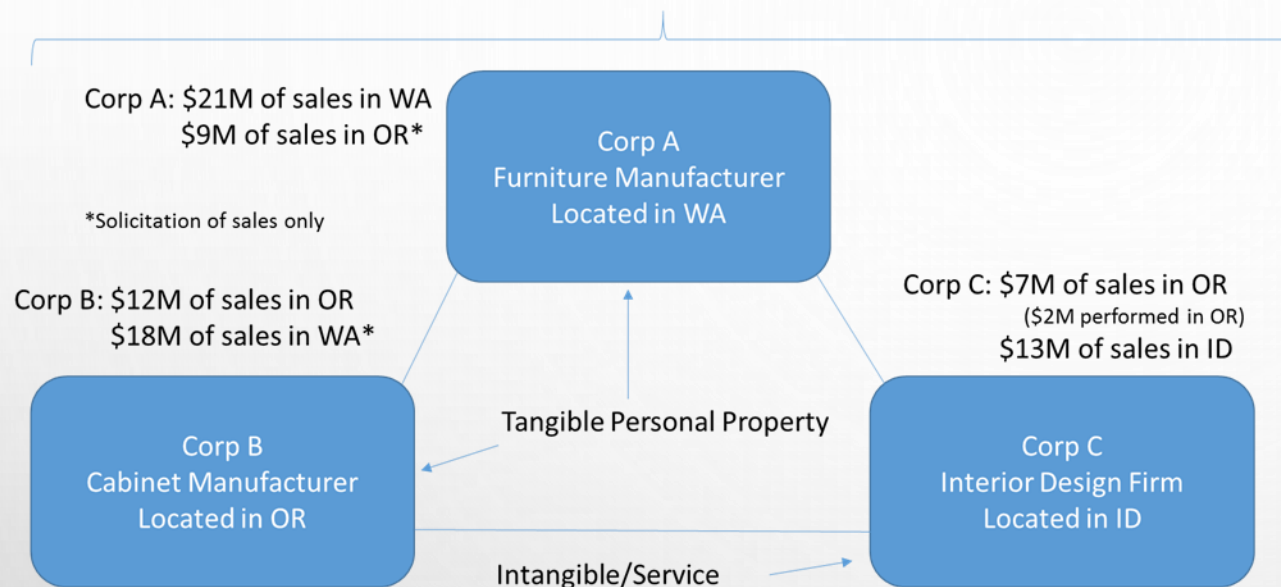 Corp A: $21M of sales in WA
$9M of sales in OR*
*Solicitation of sales only
Corp A
Furniture Manufacturer
Located in WA
Corp B: $12M of sales in OR
$18M of sales in WA*
Corp C: $7M of sales in OR
($2M performed in OR)
$13M of sales in ID
Tangible Personal Property
Corp B
Cabinet Manufacturer
Located in OR
Corp C
Interior Design Firm
Located in ID
Intangible/Service